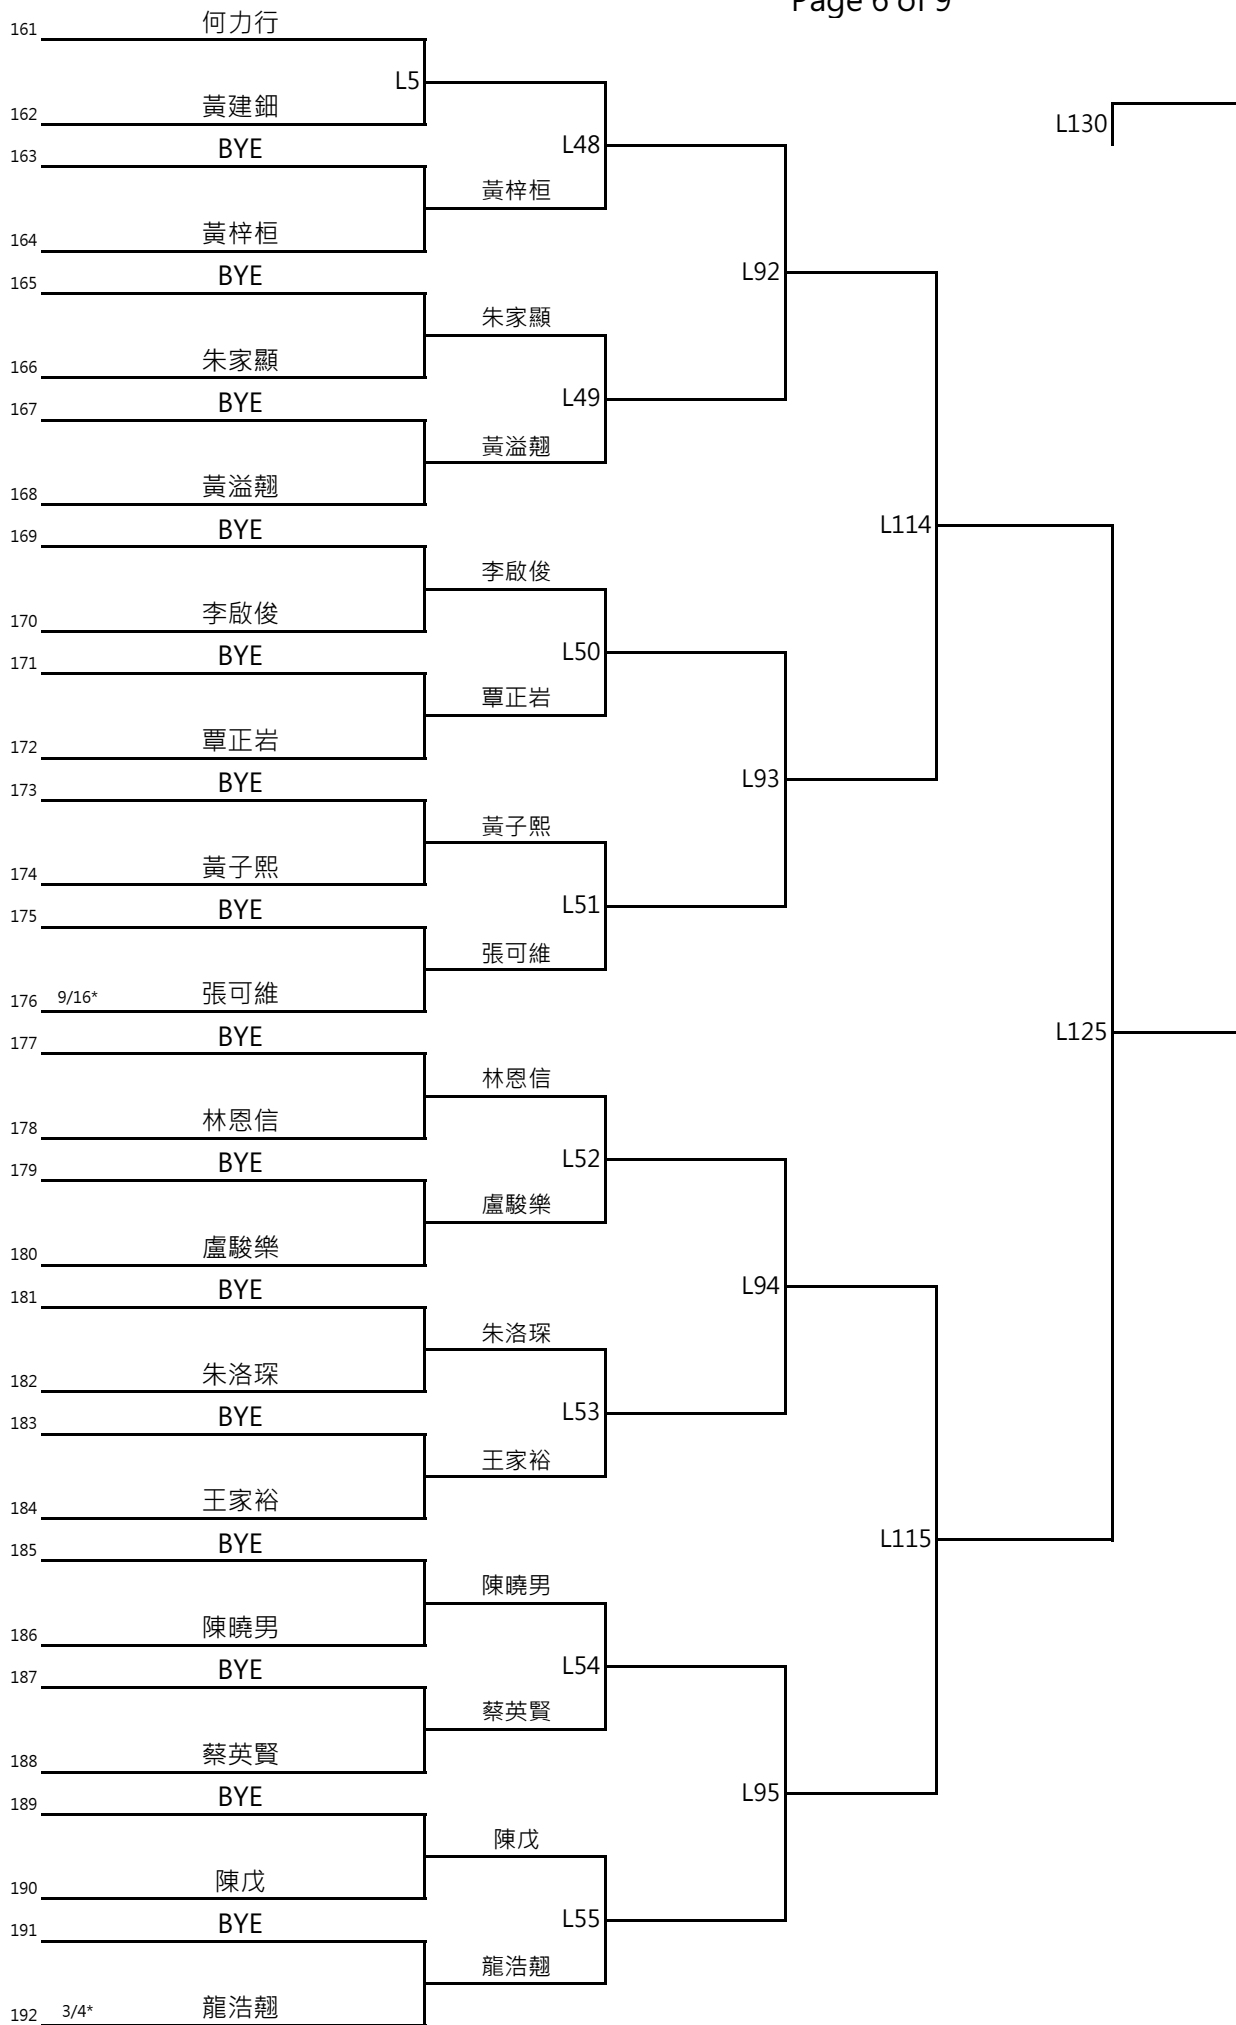 Page 6 of 9
161 何力行
L5
162 黃建鈿
L130
163 BYE
L48
黃梓桓
164 黃梓桓
165 BYE
L92
朱家顯
166 朱家顯
167 BYE
L49
黃溢翹
168 黃溢翹
169 BYE
L114
李啟俊
170 李啟俊
171 BYE
L50
覃正岩
172 覃正岩
173 BYE
L93
黃子熙
174 黃子熙
175 BYE
L51
張可維
176 9/16* 張可維
177 BYE
L125
林恩信
178 林恩信
179 BYE
L52
盧駿樂
180 盧駿樂
181 BYE
L94
朱洛琛
182 朱洛琛
183 BYE
L53
王家裕
184 王家裕
185 BYE
L115
陳曉男
186 陳曉男
187 BYE
L54
蔡英賢
188 蔡英賢
189 BYE
L95
陳戊
190 陳戊
191 BYE
L55
龍浩翹
192 3/4* 龍浩翹